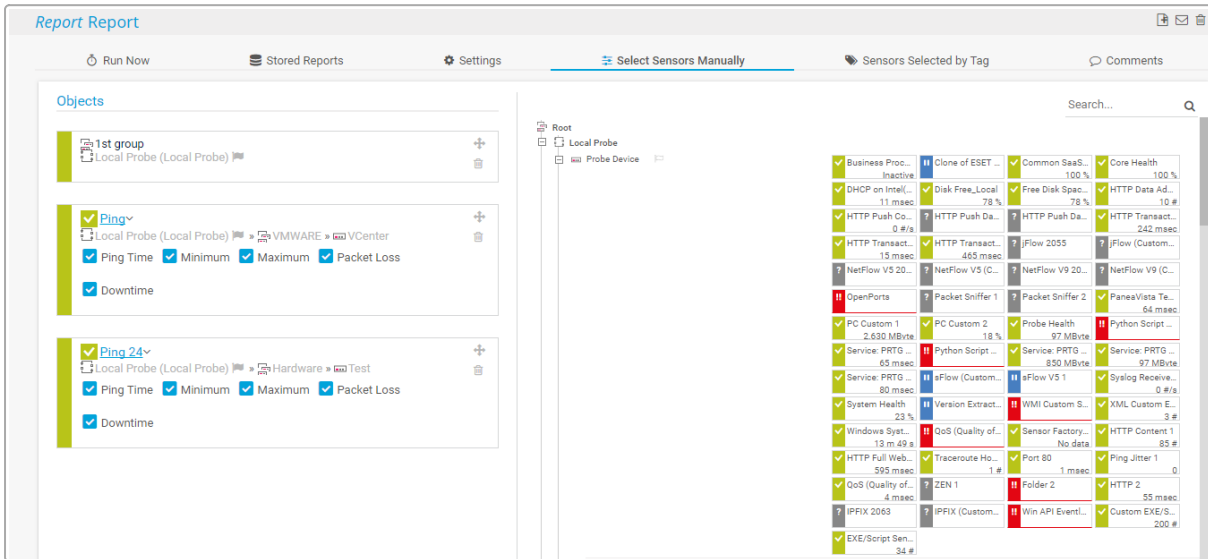 Report Report
Run Now Stored Reports Settings Select Sensors Manually Sensors Selected by Tag Comments
Objects
1st group
Local Probe (Local Probe)
Ping
Local Probe (Local Probe) » VMWARE » VCenter
Ping Time Minimum Maximum Packet Loss
Downtime
Ping 24
Local Probe (Local Probe) » Hardware » Test
Ping Time Minimum Maximum Packet Loss
Downtime
Search...
Root
Local Probe
Probe Device
Business Proc... Clone of ESET ... Common SaaS... Core Health
Inactive 100 % 100 %
DHCP on Intel(... Disk Free_Local Free Disk Spac... HTTP Data Ad...
11 msec 78 % 78 % 10 #
HTTP Push Co... HTTP Push Da... HTTP Push Da... HTTP Transact...
0 #/s 242 msec
HTTP Transact... HTTP Transact... jFlow 2055 jFlow (Custom...
15 msec 465 msec
NetFlow V5 20... NetFlow V5 (C... NetFlow V9 20... NetFlow V9 (C...
OpenPorts Packet Sniffer 1 Packet Sniffer 2 PaneaVista Te...
64 msec
PC Custom 1 PC Custom 2 Probe Health Python Script ...
2.630 MByte 18 % 97 MByte
Service: PRTG ... Python Script ... Service: PRTG ... Service: PRTG ...
65 msec 850 MByte 97 MByte
Service: PRTG ... sFlow (Custom... sFlow V5 1 Syslog Receive...
80 msec 0 #/s
System Health Version Extract... WMI Custom S... XML Custom E...
23 % 3 #
Windows Syst... QoS (Quality of... Sensor Factory... HTTP Content 1
13 m 49 s No data 85 #
HTTP Full Web... Traceroute Ho... Port 80 Ping Jitter 1
595 msec 1 # 1 msec 0
QoS (Quality of... ZEN 1 Folder 2 HTTP 2
4 msec 55 msec
IPFIX 2063 IPFIX (Custom... Win API Eventl... Custom EXE/S...
200 #
EXE/Script Sen...
34 #